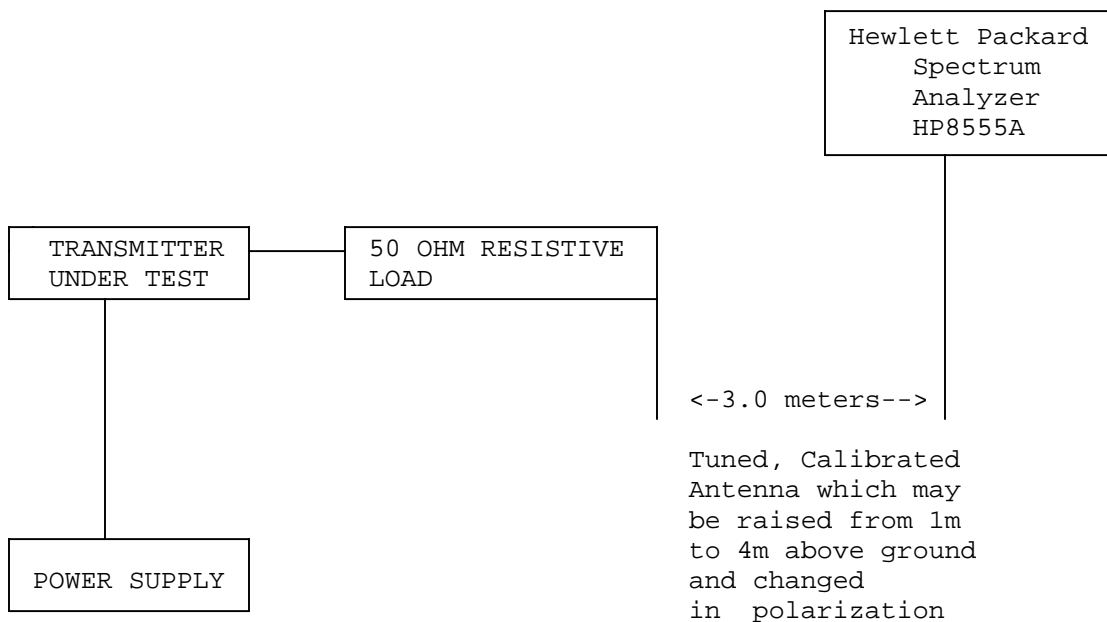 Hewlett Packard
Spectrum
Analyzer
HP8555A
TRANSMITTER
UNDER TEST
50 OHM RESISTIVE
LOAD
<-3.0 meters-->
Tuned, Calibrated
Antenna which may
be raised from 1m
to 4m above ground
and changed
in polarization
POWER SUPPLY